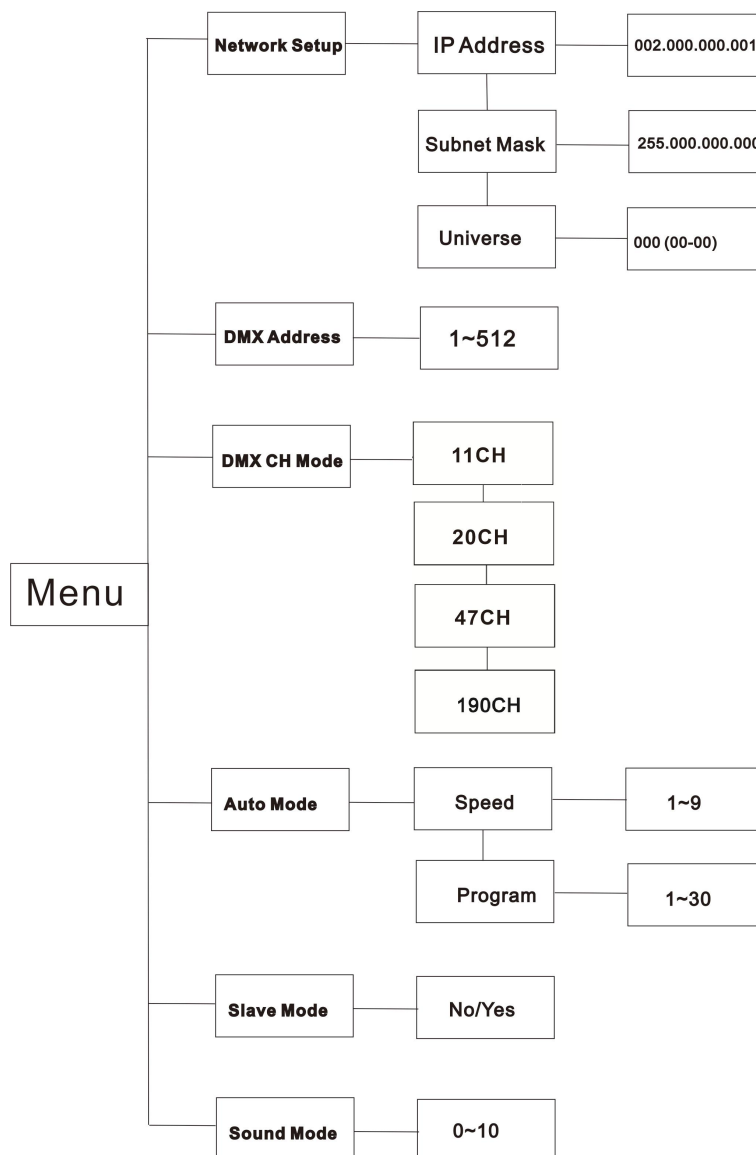 Network Setup
IP Address
002.000.000.001
Subnet Mask
255.000.000.000
Universe
000 (00-00)
DMX Address
1~512
DMX CH Mode
11CH
20CH
47CH
190CH
Menu
Auto Mode
Speed
1~9
Program
1~30
Slave Mode
No/Yes
Sound Mode
0~10